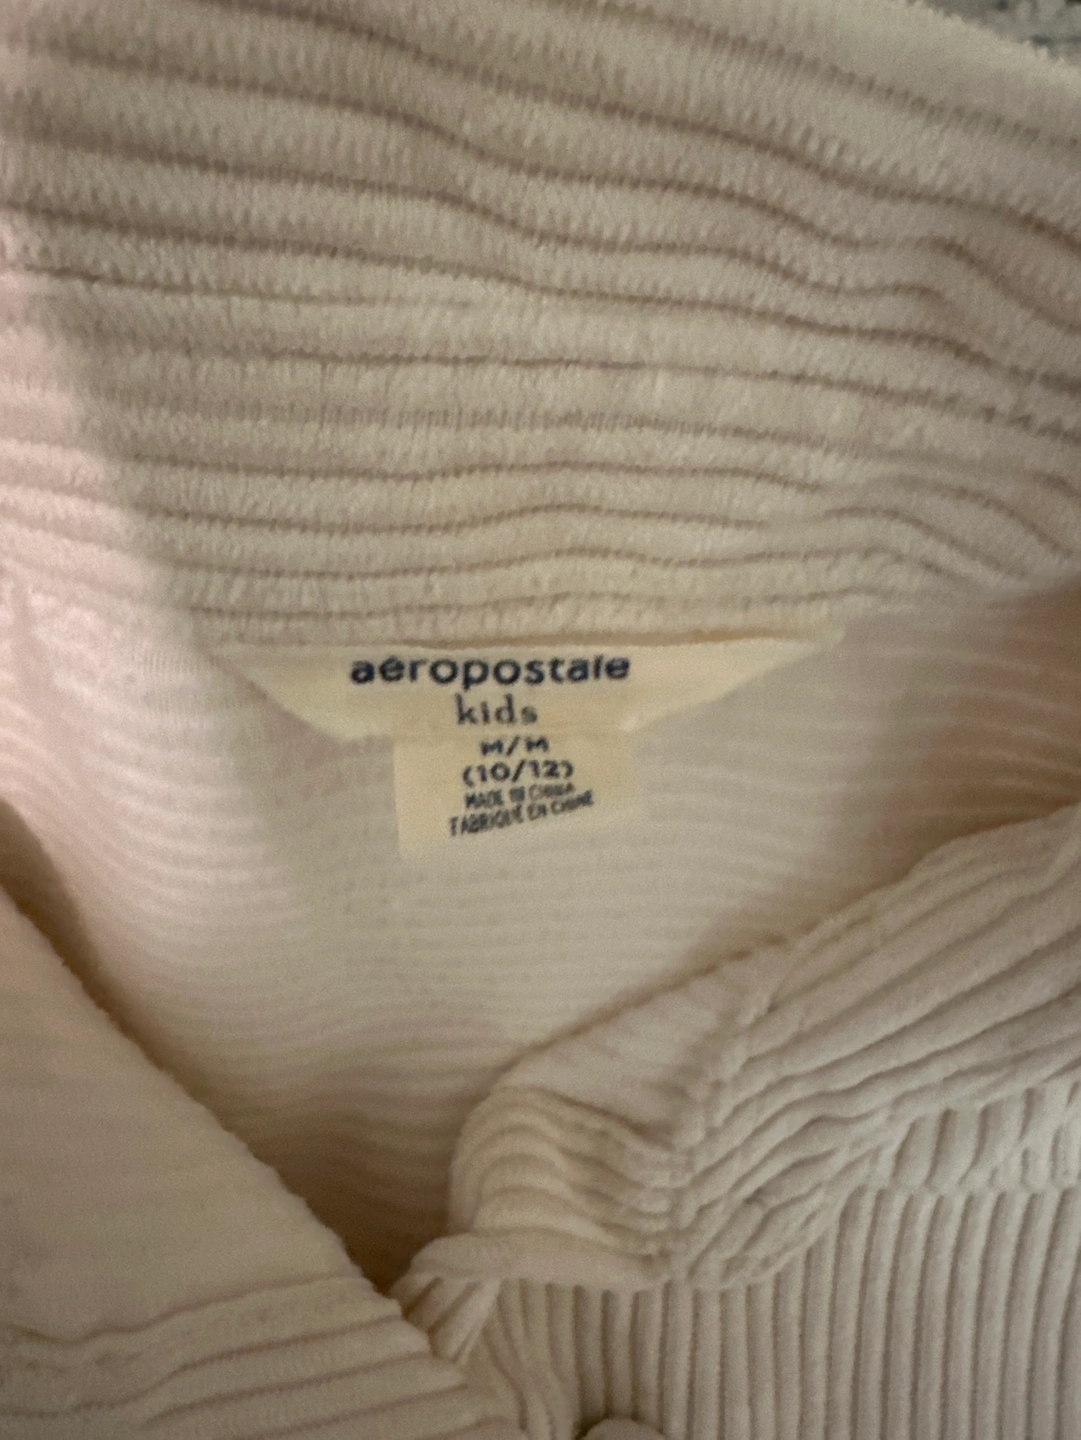 aéropostale
kids
M/M
(10/12)
MADE IN CHINA
FABRIQUÉ EN CHINE